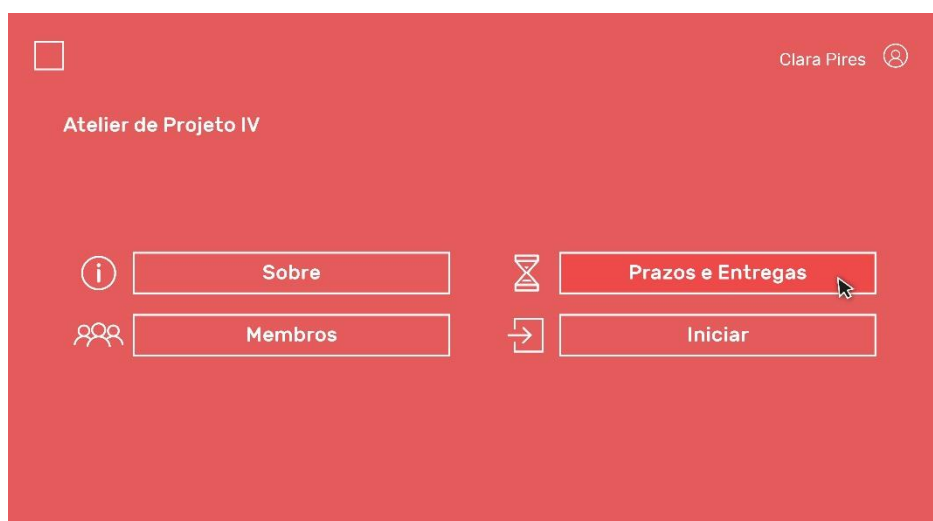 Clara Pires
Atelier de Projeto IV
Sobre
Prazos e Entregas
Membros
Iniciar